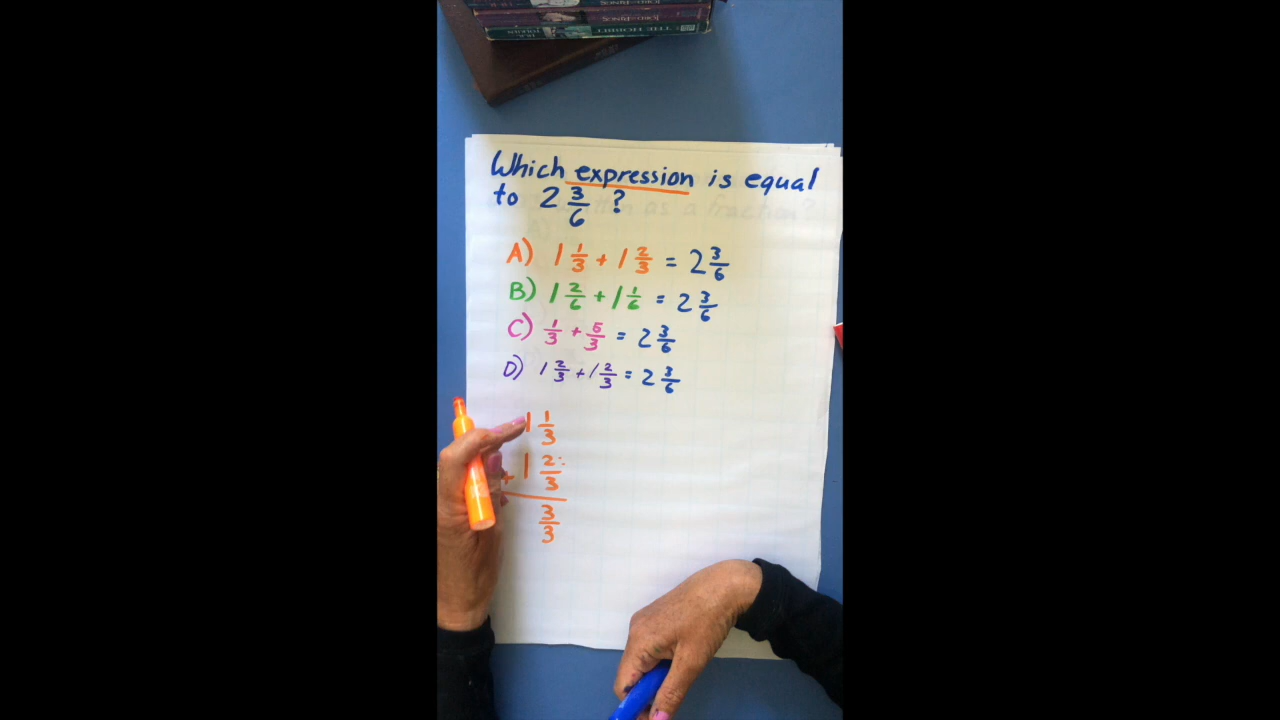 THE HOBBIT
Which expression is equal
to 2 3/6 ?
A) 1 1/3 + 1 2/3 = 2 3/6
B) 1 2/6 + 1 1/6 = 2 3/6
C) 1/3 + 5/3 = 2 3/6
D) 1 2/3 + 1 2/3 = 2 3/6
1 1/3
+ 1 2/3
3/3